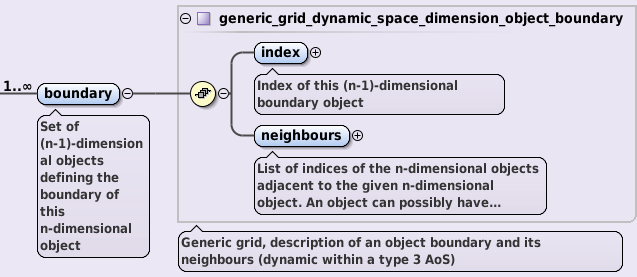 generic_grid_dynamic_space_dimension_object_boundary
index
Index of this (n-1)-dimensional
boundary object
1..∞
boundary
Set of
(n-1)-dimension
al objects
defining the
boundary of
this
n-dimensional
object
neighbours
List of indices of the n-dimensional objects
adjacent to the given n-dimensional
object. An object can possibly have...
Generic grid, description of an object boundary and its
neighbours (dynamic within a type 3 AoS)